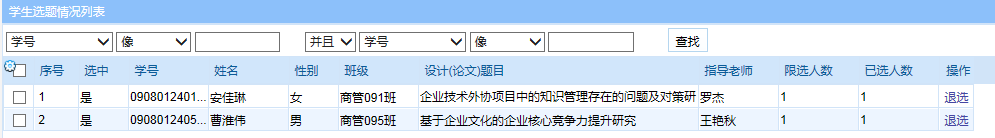 学生选题情况列表
学号 像 并且 学号 像 查找
序号 选中 学号 姓名 性别 班级 设计(论文)题目 指导老师 限选人数 已选人数 操作
1 是 0908012401... 安佳琳 女 商管091班 企业技术外协项目中的知识管理存在的问题及对策研 罗杰 1 1 退选
2 是 0908012405... 曹淮伟 男 商管095班 基于企业文化的企业核心竞争力提升研究 王艳秋 1 1 退选